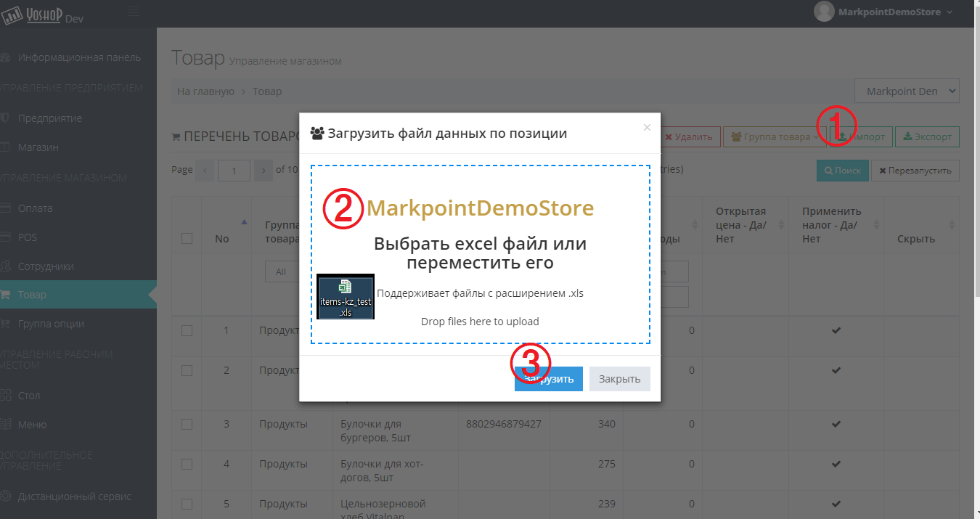 YOSHOP Dev
MarkpointDemoStore
Информационная панель
УПРАВЛЕНИЕ ПРЕДПРИЯТИЕМ
Предприятие
Магазин
УПРАВЛЕНИЕ МАГАЗИНОМ
Оплата
POS
Сотрудники
Товар
Группа опции
УПРАВЛЕНИЕ РАБОЧИМ
МЕСТОМ
Стол
Меню
ДОПОЛНИТЕЛЬНОЕ
УПРАВЛЕНИЕ
Дистанционный сервис
Товар Управление магазином
На главную > Товар
Markpoint Den
ПЕРЕЧЕНЬ ТОВАРО
Удалить
Группа товара
1
Импорт
Экспорт
Page 1 of 10
tries)
Поиск
Перезапустить
No
Группа
товара
оды
Открытая
цена - Да/
Нет
Применить
налог - Да/
Нет
Скрыть
All
1 Продукты 0
2 Продукты 0
3 Продукты Булочки для
бургеров, 5шт 8802946879427 340 0
4 Продукты Булочки для хот-
догов, 5шт 275 0
5 Продукты Цельнозерновой
хлеб Vitalpan 239 0
Загрузить файл данных по позиции
×
2
MarkpointDemoStore
Выбрать excel файл или
переместить его
items-kz_test
.xls
Поддерживает файлы с расширением .xls
Drop files here to upload
3
Загрузить
Закрыть